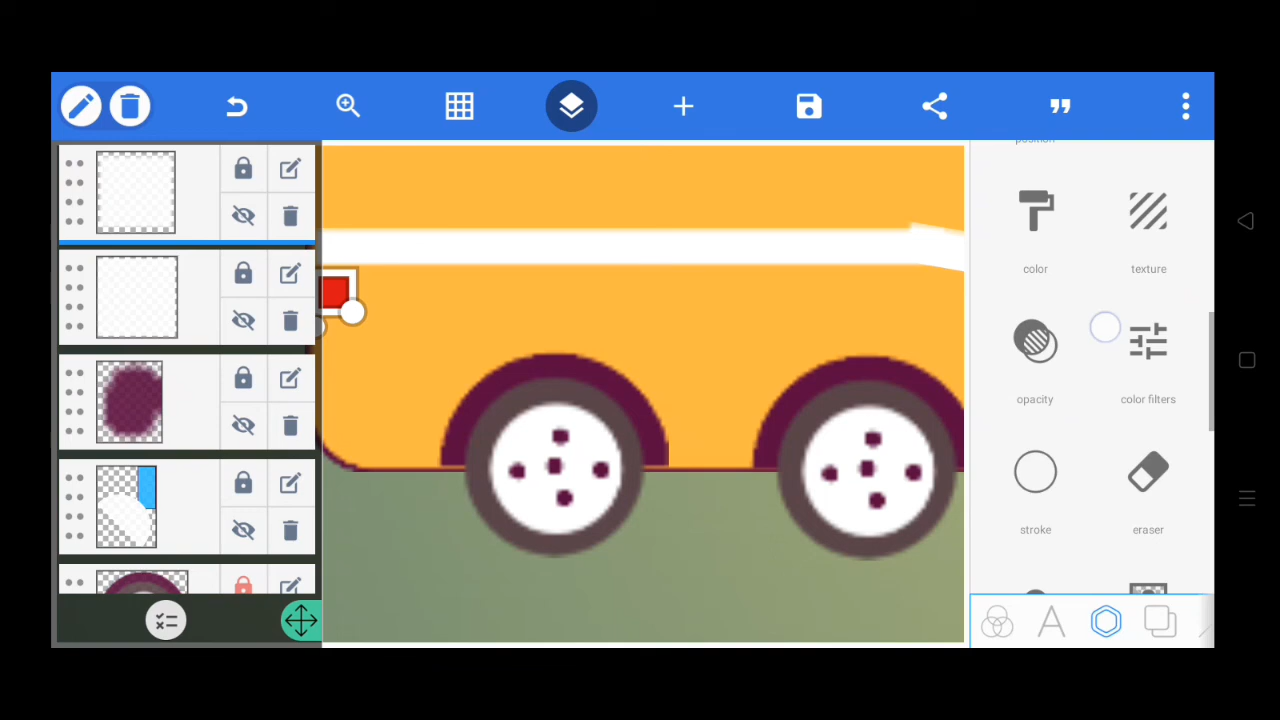 position
color texture
opacity color filters
stroke eraser